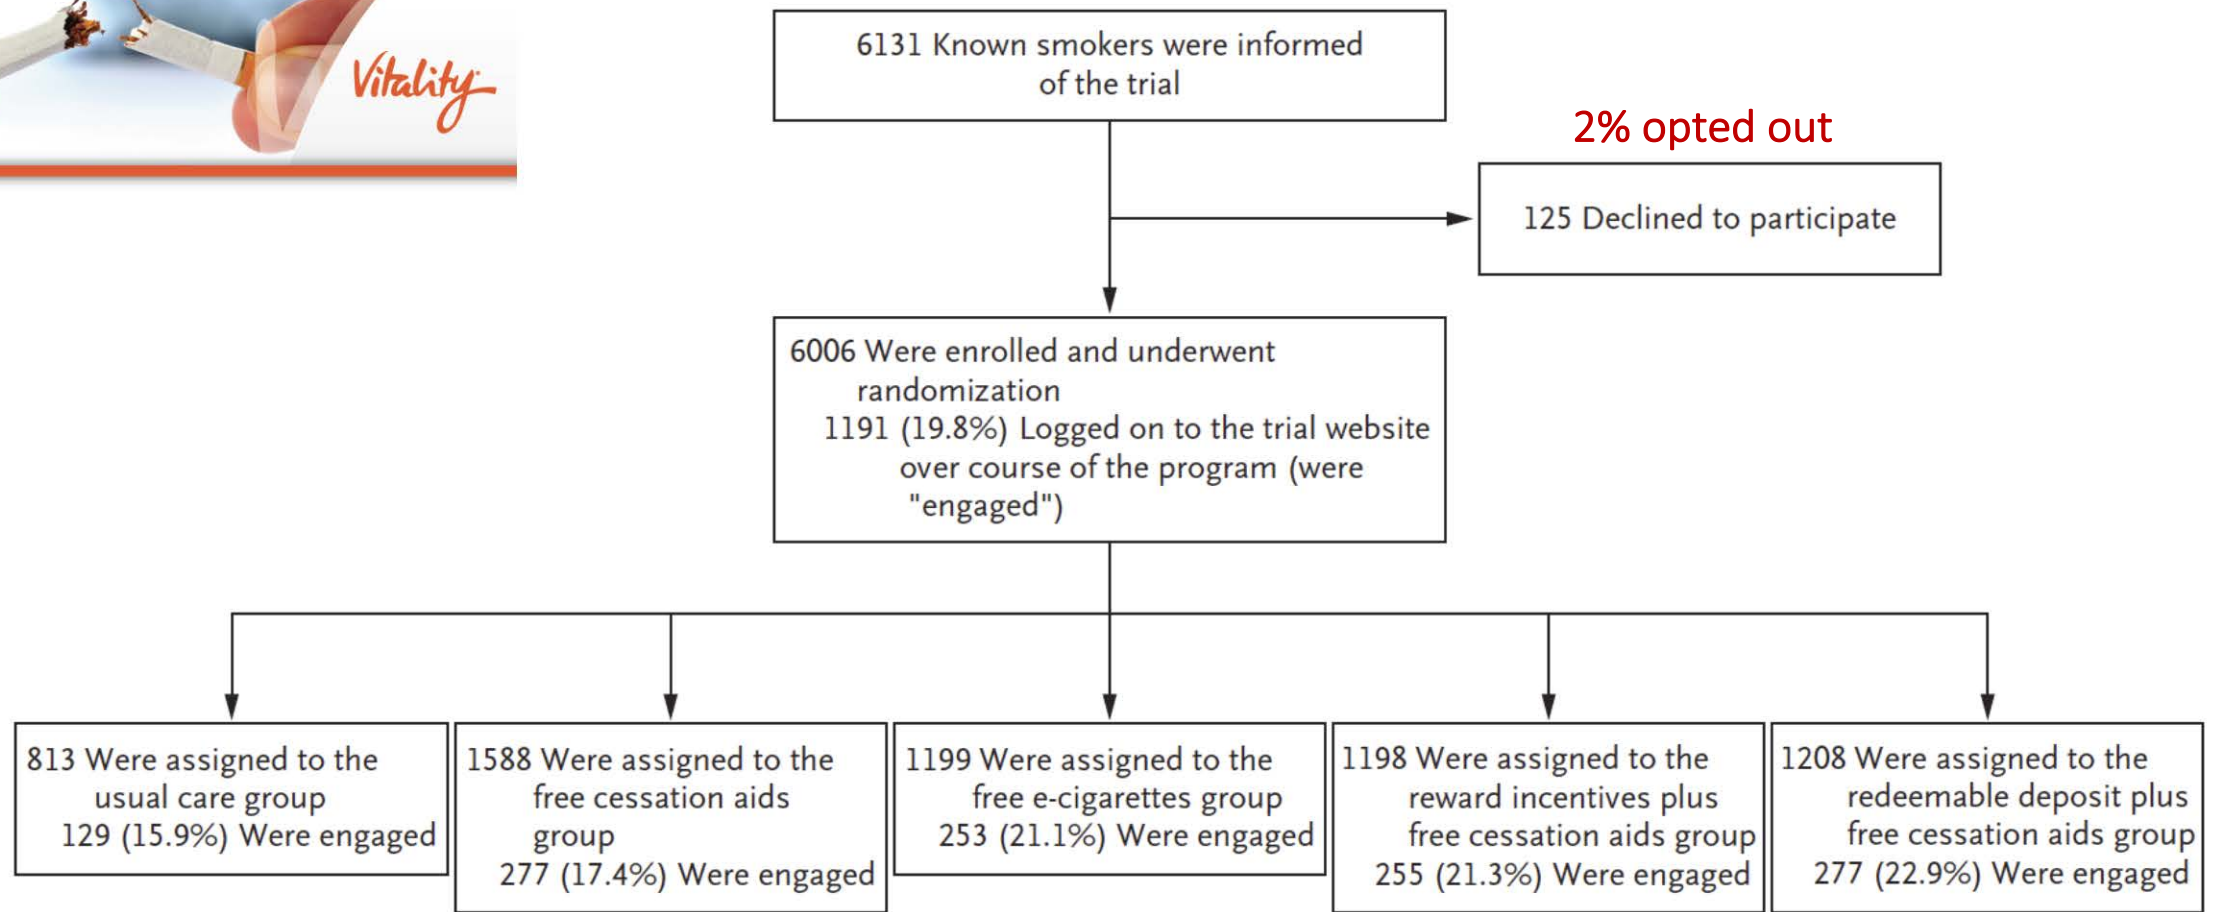 Vitality
6131 Known smokers were informed
of the trial
2% opted out
125 Declined to participate
6006 Were enrolled and underwent
randomization
1191 (19.8%) Logged on to the trial website
over course of the program (were
"engaged")
813 Were assigned to the
usual care group
129 (15.9%) Were engaged
1588 Were assigned to the
free cessation aids
group
277 (17.4%) Were engaged
1199 Were assigned to the
free e-cigarettes group
253 (21.1%) Were engaged
1198 Were assigned to the
reward incentives plus
free cessation aids group
255 (21.3%) Were engaged
1208 Were assigned to the
redeemable deposit plus
free cessation aids group
277 (22.9%) Were engaged